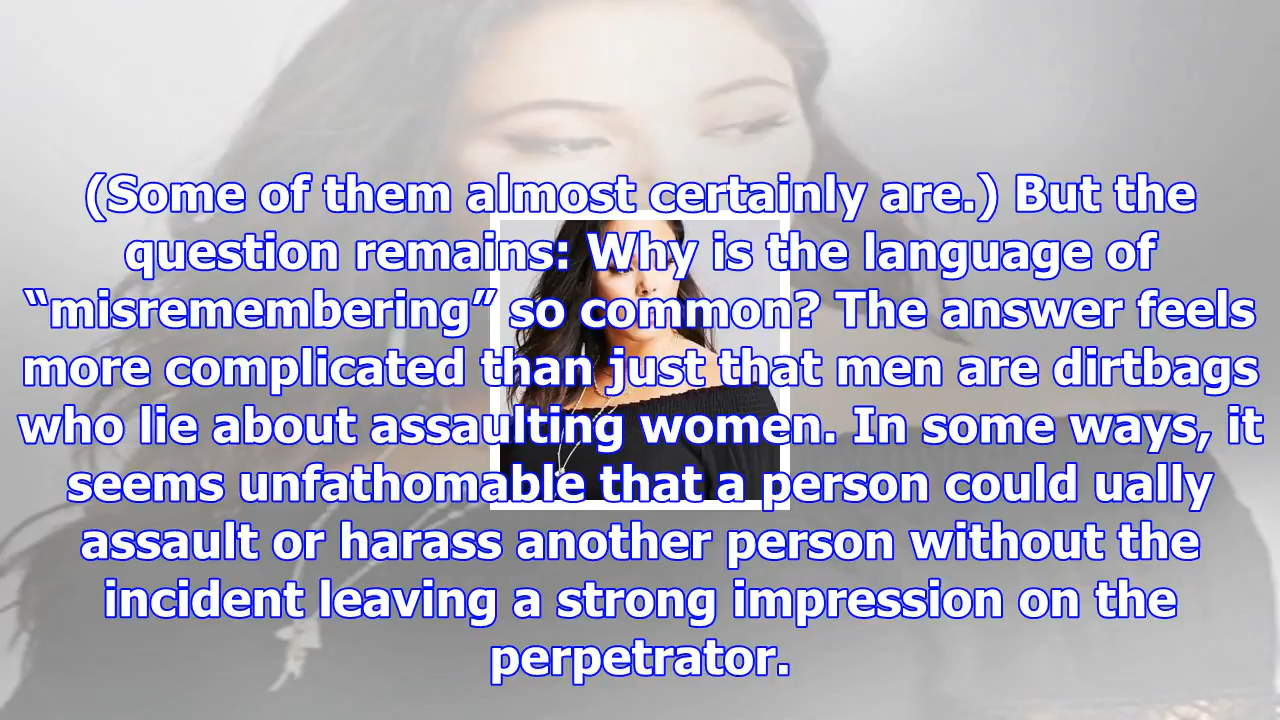 (Some of them almost certainly are.) But the
question remains: Why is the language of
“misremembering” so common? The answer feels
more complicated than just that men are dirtbags
who lie about assaulting women. In some ways, it
seems unfathomable that a person could ually
assault or harass another person without the
incident leaving a strong impression on the
perpetrator.